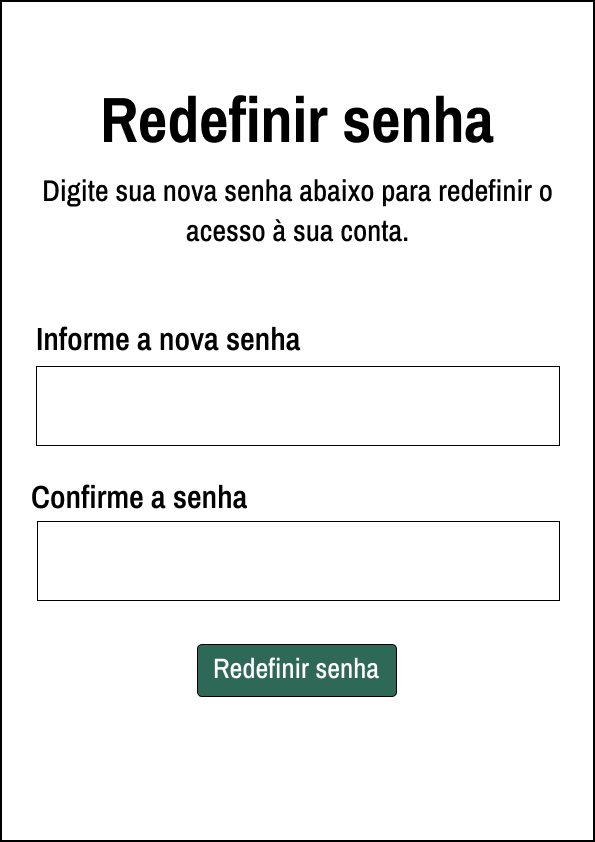 Redefinir senha
Digite sua nova senha abaixo para redefinir o
acesso à sua conta.
Informe a nova senha
Confirme a senha
Redefinir senha